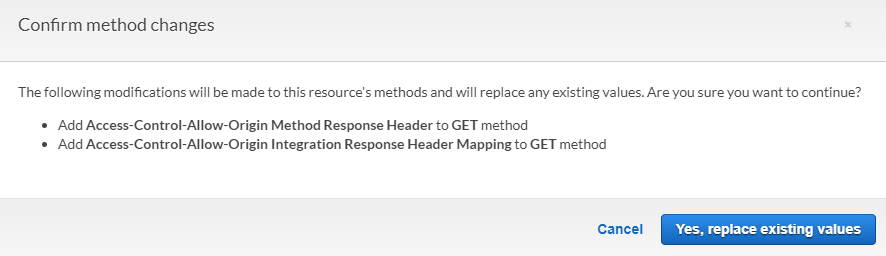 Confirm method changes
×
The following modifications will be made to this resource's methods and will replace any existing values. Are you sure you want to continue?
• Add Access-Control-Allow-Origin Method Response Header to GET method
• Add Access-Control-Allow-Origin Integration Response Header Mapping to GET method
Cancel Yes, replace existing values